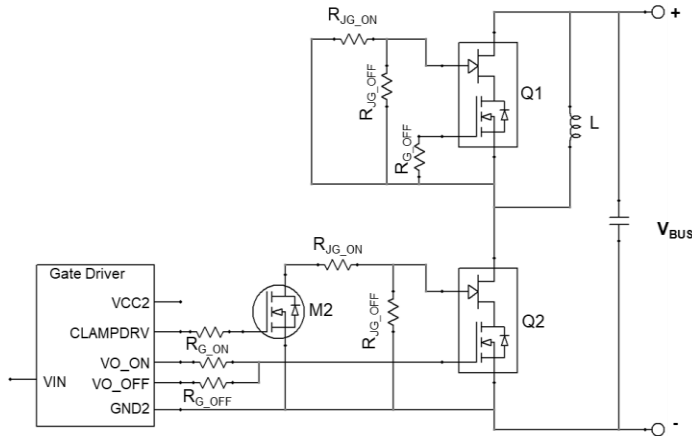 R_JG_ON
+
R_JG_OFF
Q1
R_G_OFF
L
V_BUS
R_JG_ON
Gate Driver
VCC2
M2
R_JG_OFF
Q2
CLAMPDRV
R_G_ON
VO_ON
VIN
VO_OFF
R_G_OFF
GND2
-